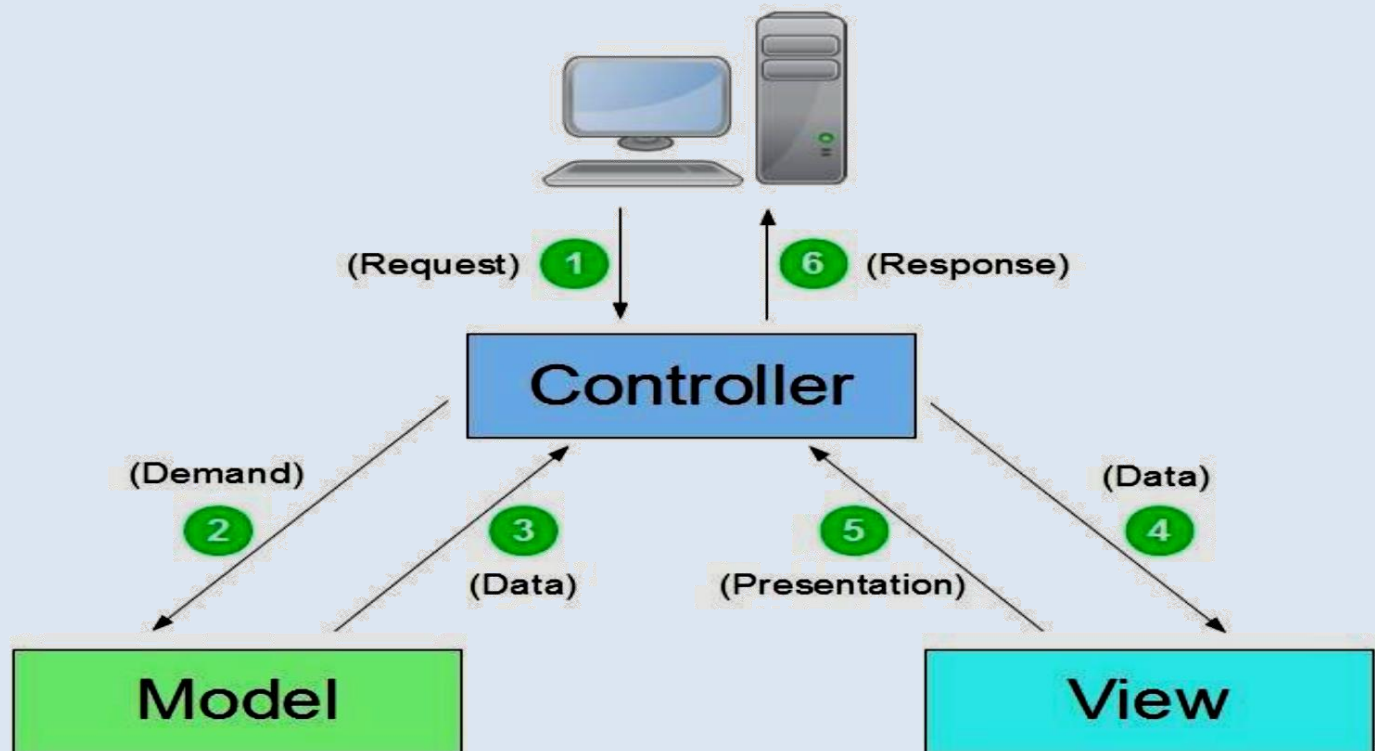 (Request) 1
6 (Response)
Controller
(Demand)
2
3
(Data)
(Data)
4
5
(Presentation)
Model
View